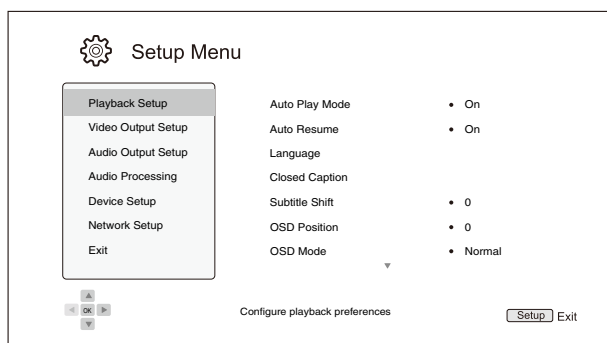 Setup Menu
Playback Setup
Video Output Setup
Audio Output Setup
Audio Processing
Device Setup
Network Setup
Exit
Auto Play Mode • On
Auto Resume • On
Language
Closed Caption
Subtitle Shift • 0
OSD Position • 0
OSD Mode • Normal
OK
Configure playback preferences
Setup Exit